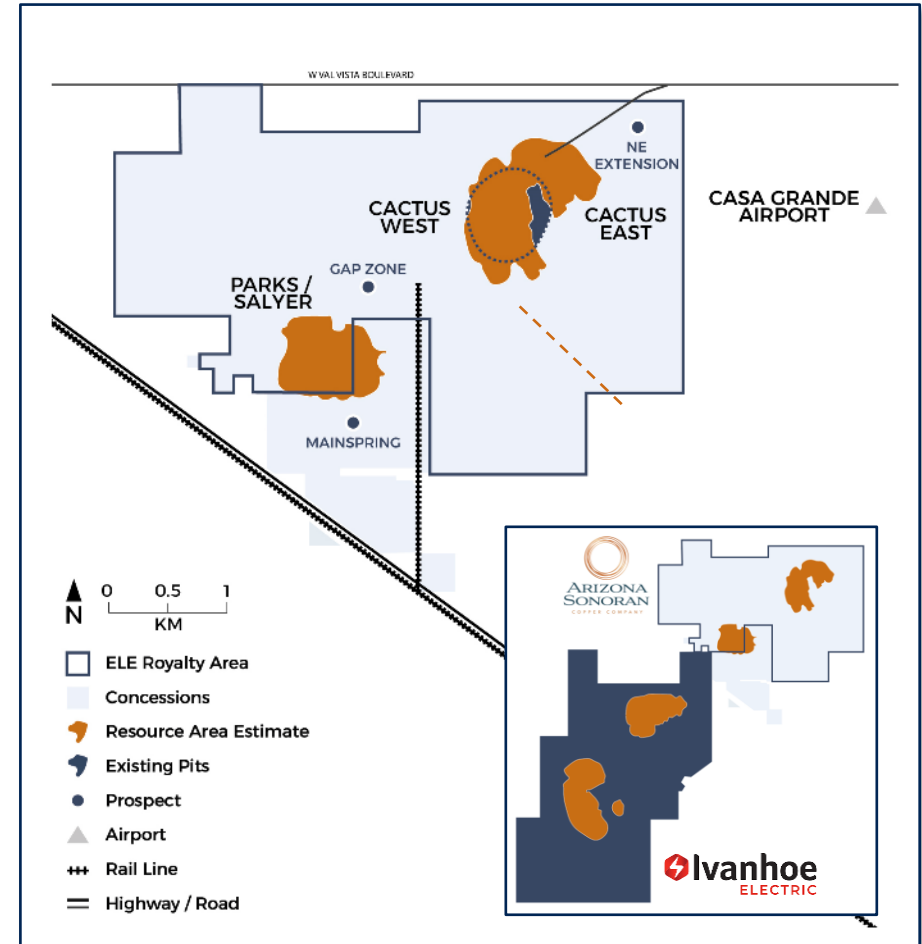 W VAL VISTA BOULEVARD
NE
EXTENSION
CASA GRANDE
AIRPORT
CACTUS
WEST
CACTUS
EAST
GAP ZONE
PARKS /
SALYER
MAINSPRING
N
0 0.5 1
KM
ELE Royalty Area
Concessions
Resource Area Estimate
Existing Pits
Prospect
Airport
Rail Line
Highway / Road
ARIZONA
SONORAN
COPPER COMPANY
Ivanhoe
ELECTRIC